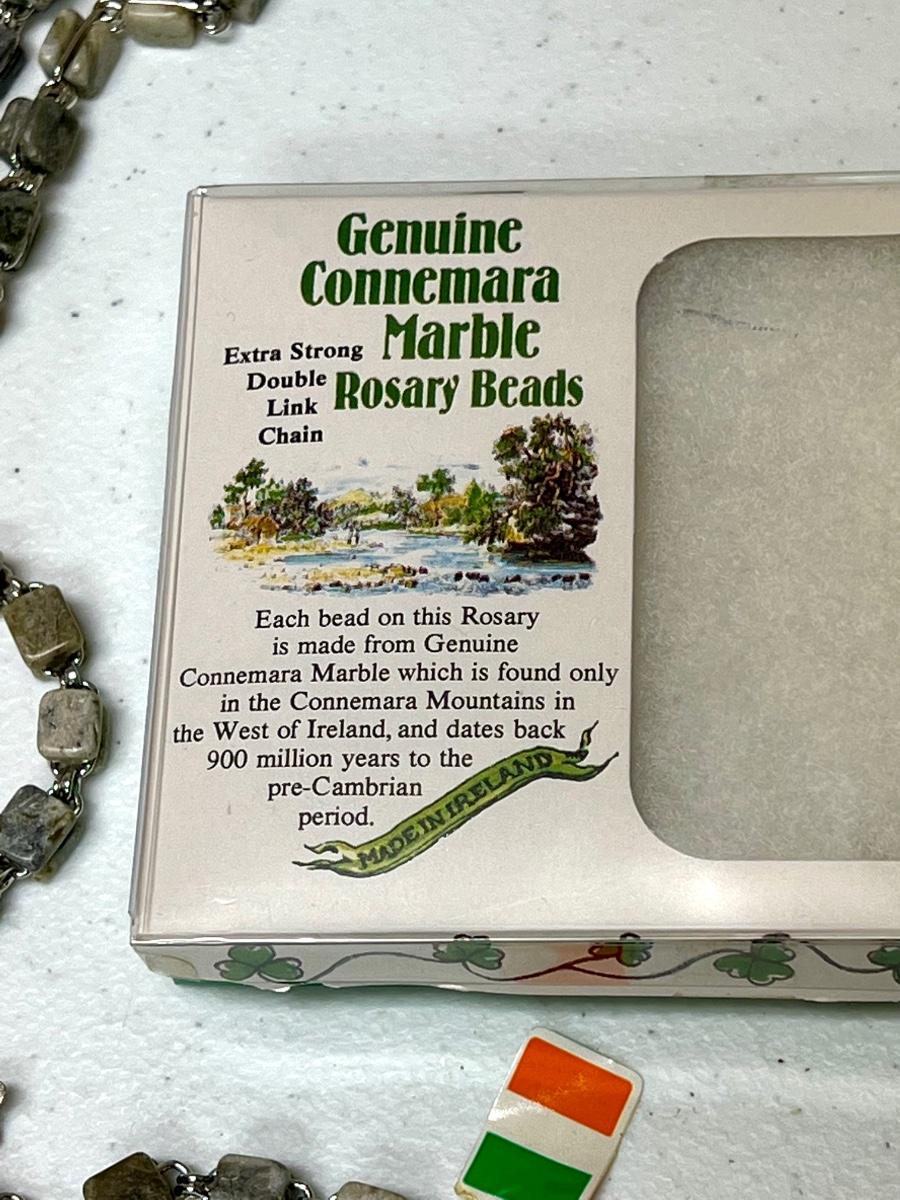 Genuine
Connemara
Marble
Rosary Beads
Extra Strong
Double
Link
Chain
Each bead on this Rosary
is made from Genuine
Connemara Marble which is found only
in the Connemara Mountains in
the West of Ireland, and dates back
900 million years to the
pre-Cambrian
period.
MADE IN IRELAND